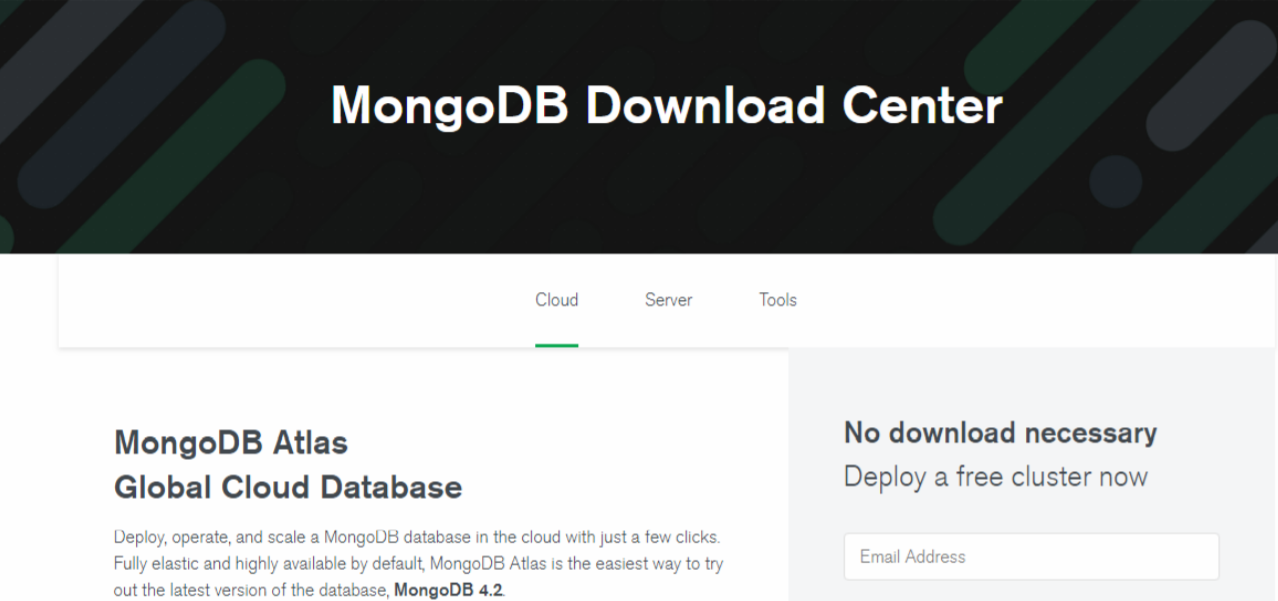 MongoDB Download Center
Cloud Server Tools
MongoDB Atlas
Global Cloud Database
Deploy, operate, and scale a MongoDB database in the cloud with just a few clicks.
Fully elastic and highly available by default, MongoDB Atlas is the easiest way to try
out the latest version of the database, MongoDB 4.2.
No download necessary
Deploy a free cluster now
Email Address